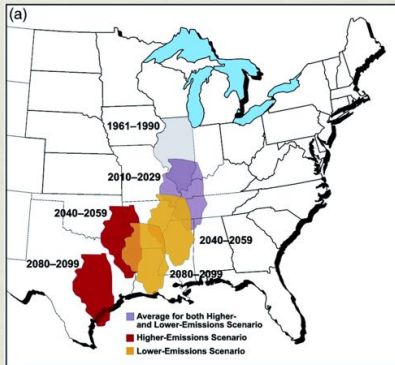 (a)
1961–1990
2010–2029
2040–2059
2040–2059
2080–2099
2080–2099
Average for both Higher-
and Lower-Emissions Scenario
Higher-Emissions Scenario
Lower-Emissions Scenario